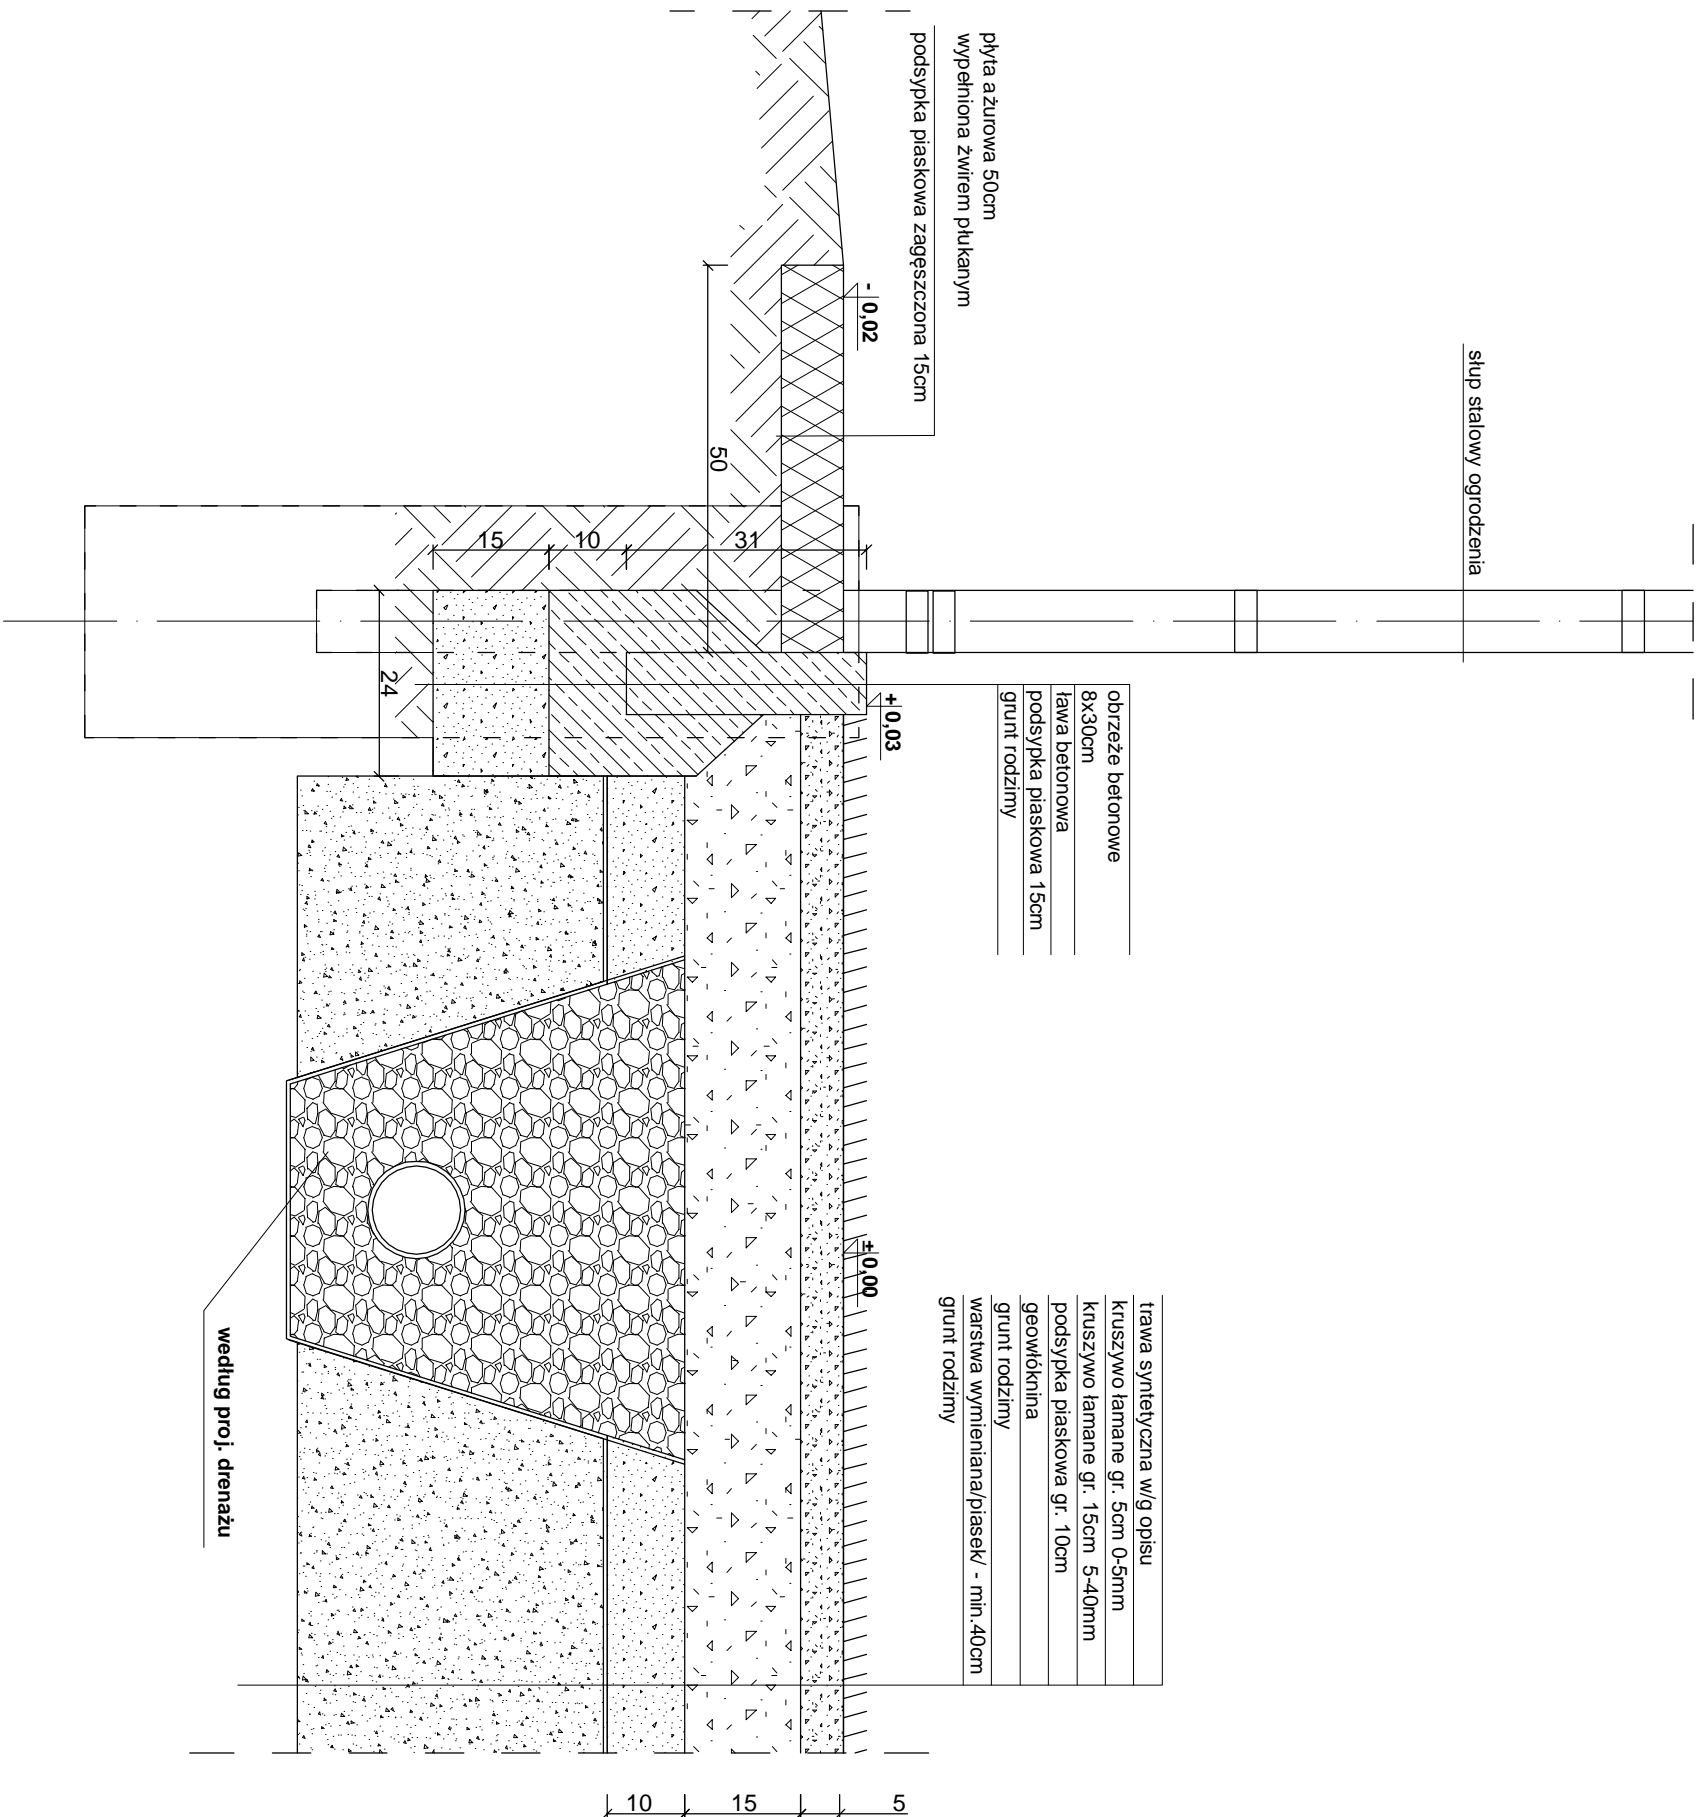 płyta ażurowa 50cm
wypełniona żwirem płukanym
podsypka piaskowa zagęszczona 15cm
- 0,02
słup stalowy ogrodzenia
50
15
10
31
24
+0,03
obrzeże betonowe
8x30cm
ława betonowa
podsypka piaskowa 15cm
grunt rodzimy
±0,00
trawa syntetyczna w/g opisu
kruszywo łamane gr. 5cm 0-5mm
kruszywo łamane gr. 15cm 5-40mm
podsypka piaskowa gr. 10cm
geowłóknina
grunt rodzimy
warstwa wymieniana/piasek/ - min.40cm
grunt rodzimy
według proj. drenażu
10
15
5